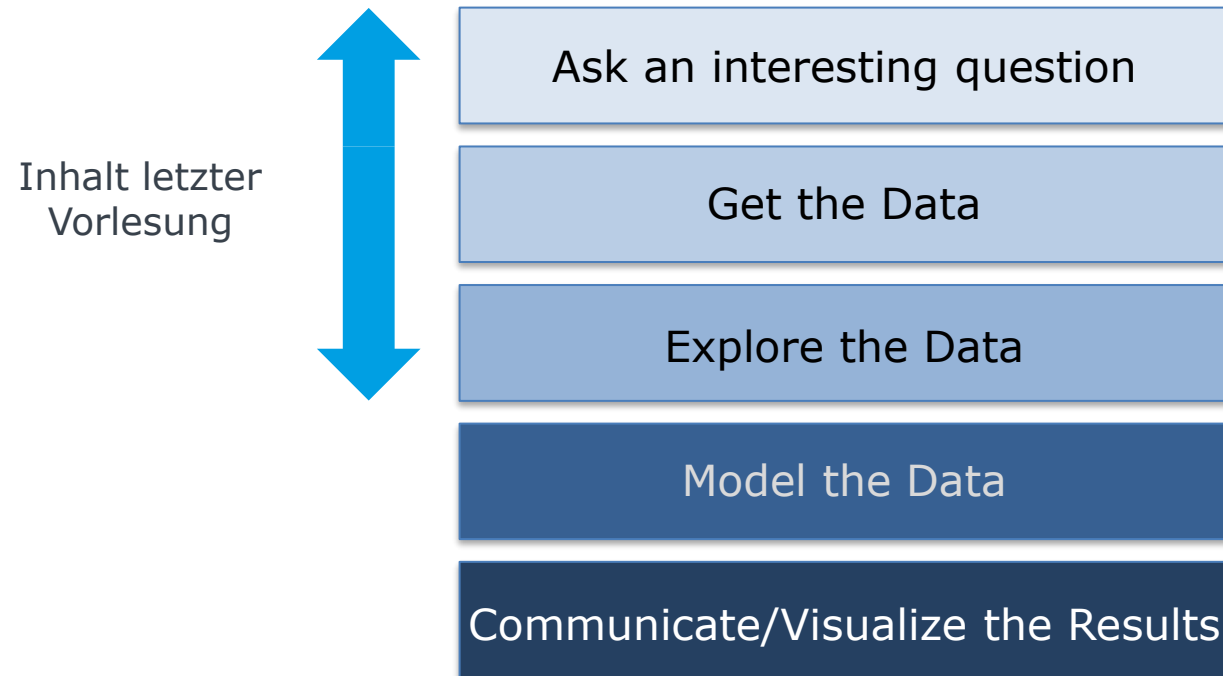 Inhalt letzter
Vorlesung
Ask an interesting question
Get the Data
Explore the Data
Model the Data
Communicate/Visualize the Results